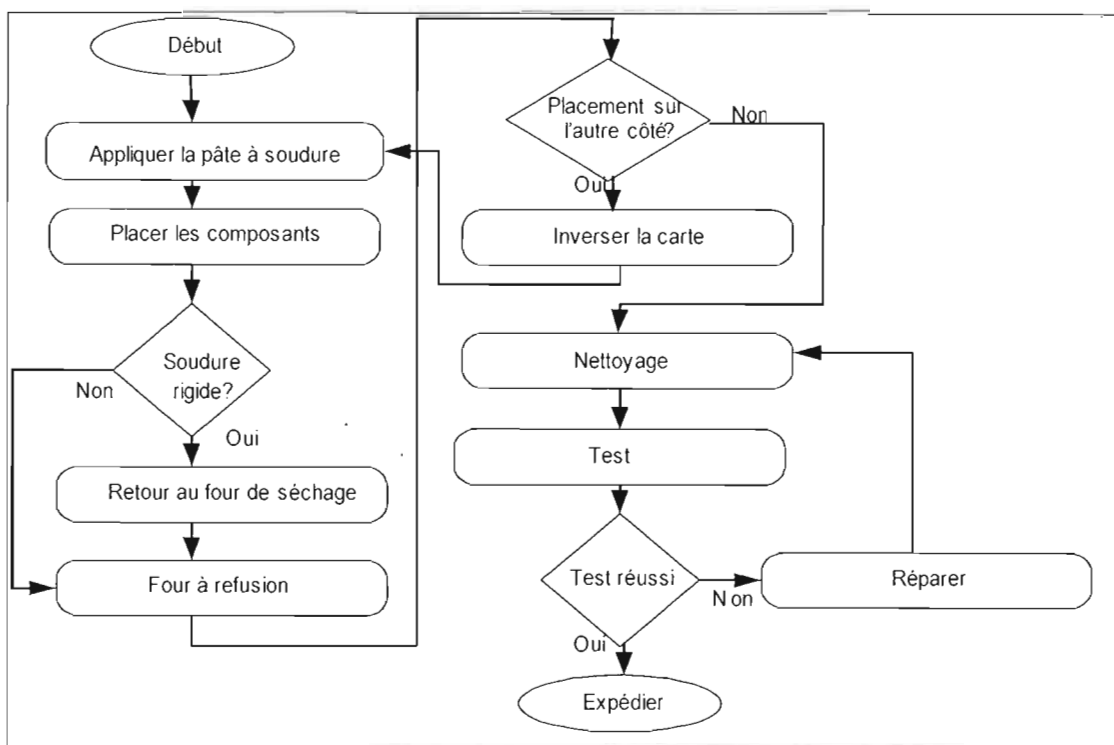 Début
Appliquer la pâte à soudure
Placer les composants
Soudure
rigide?
Non
Oui
Retour au four de séchage
Four à refusion
Placement sur
l'autre côté?
Non
Oui
Inverser la carte
Nettoyage
Test
Test réussi
Non
Réparer
Oui
Expédier